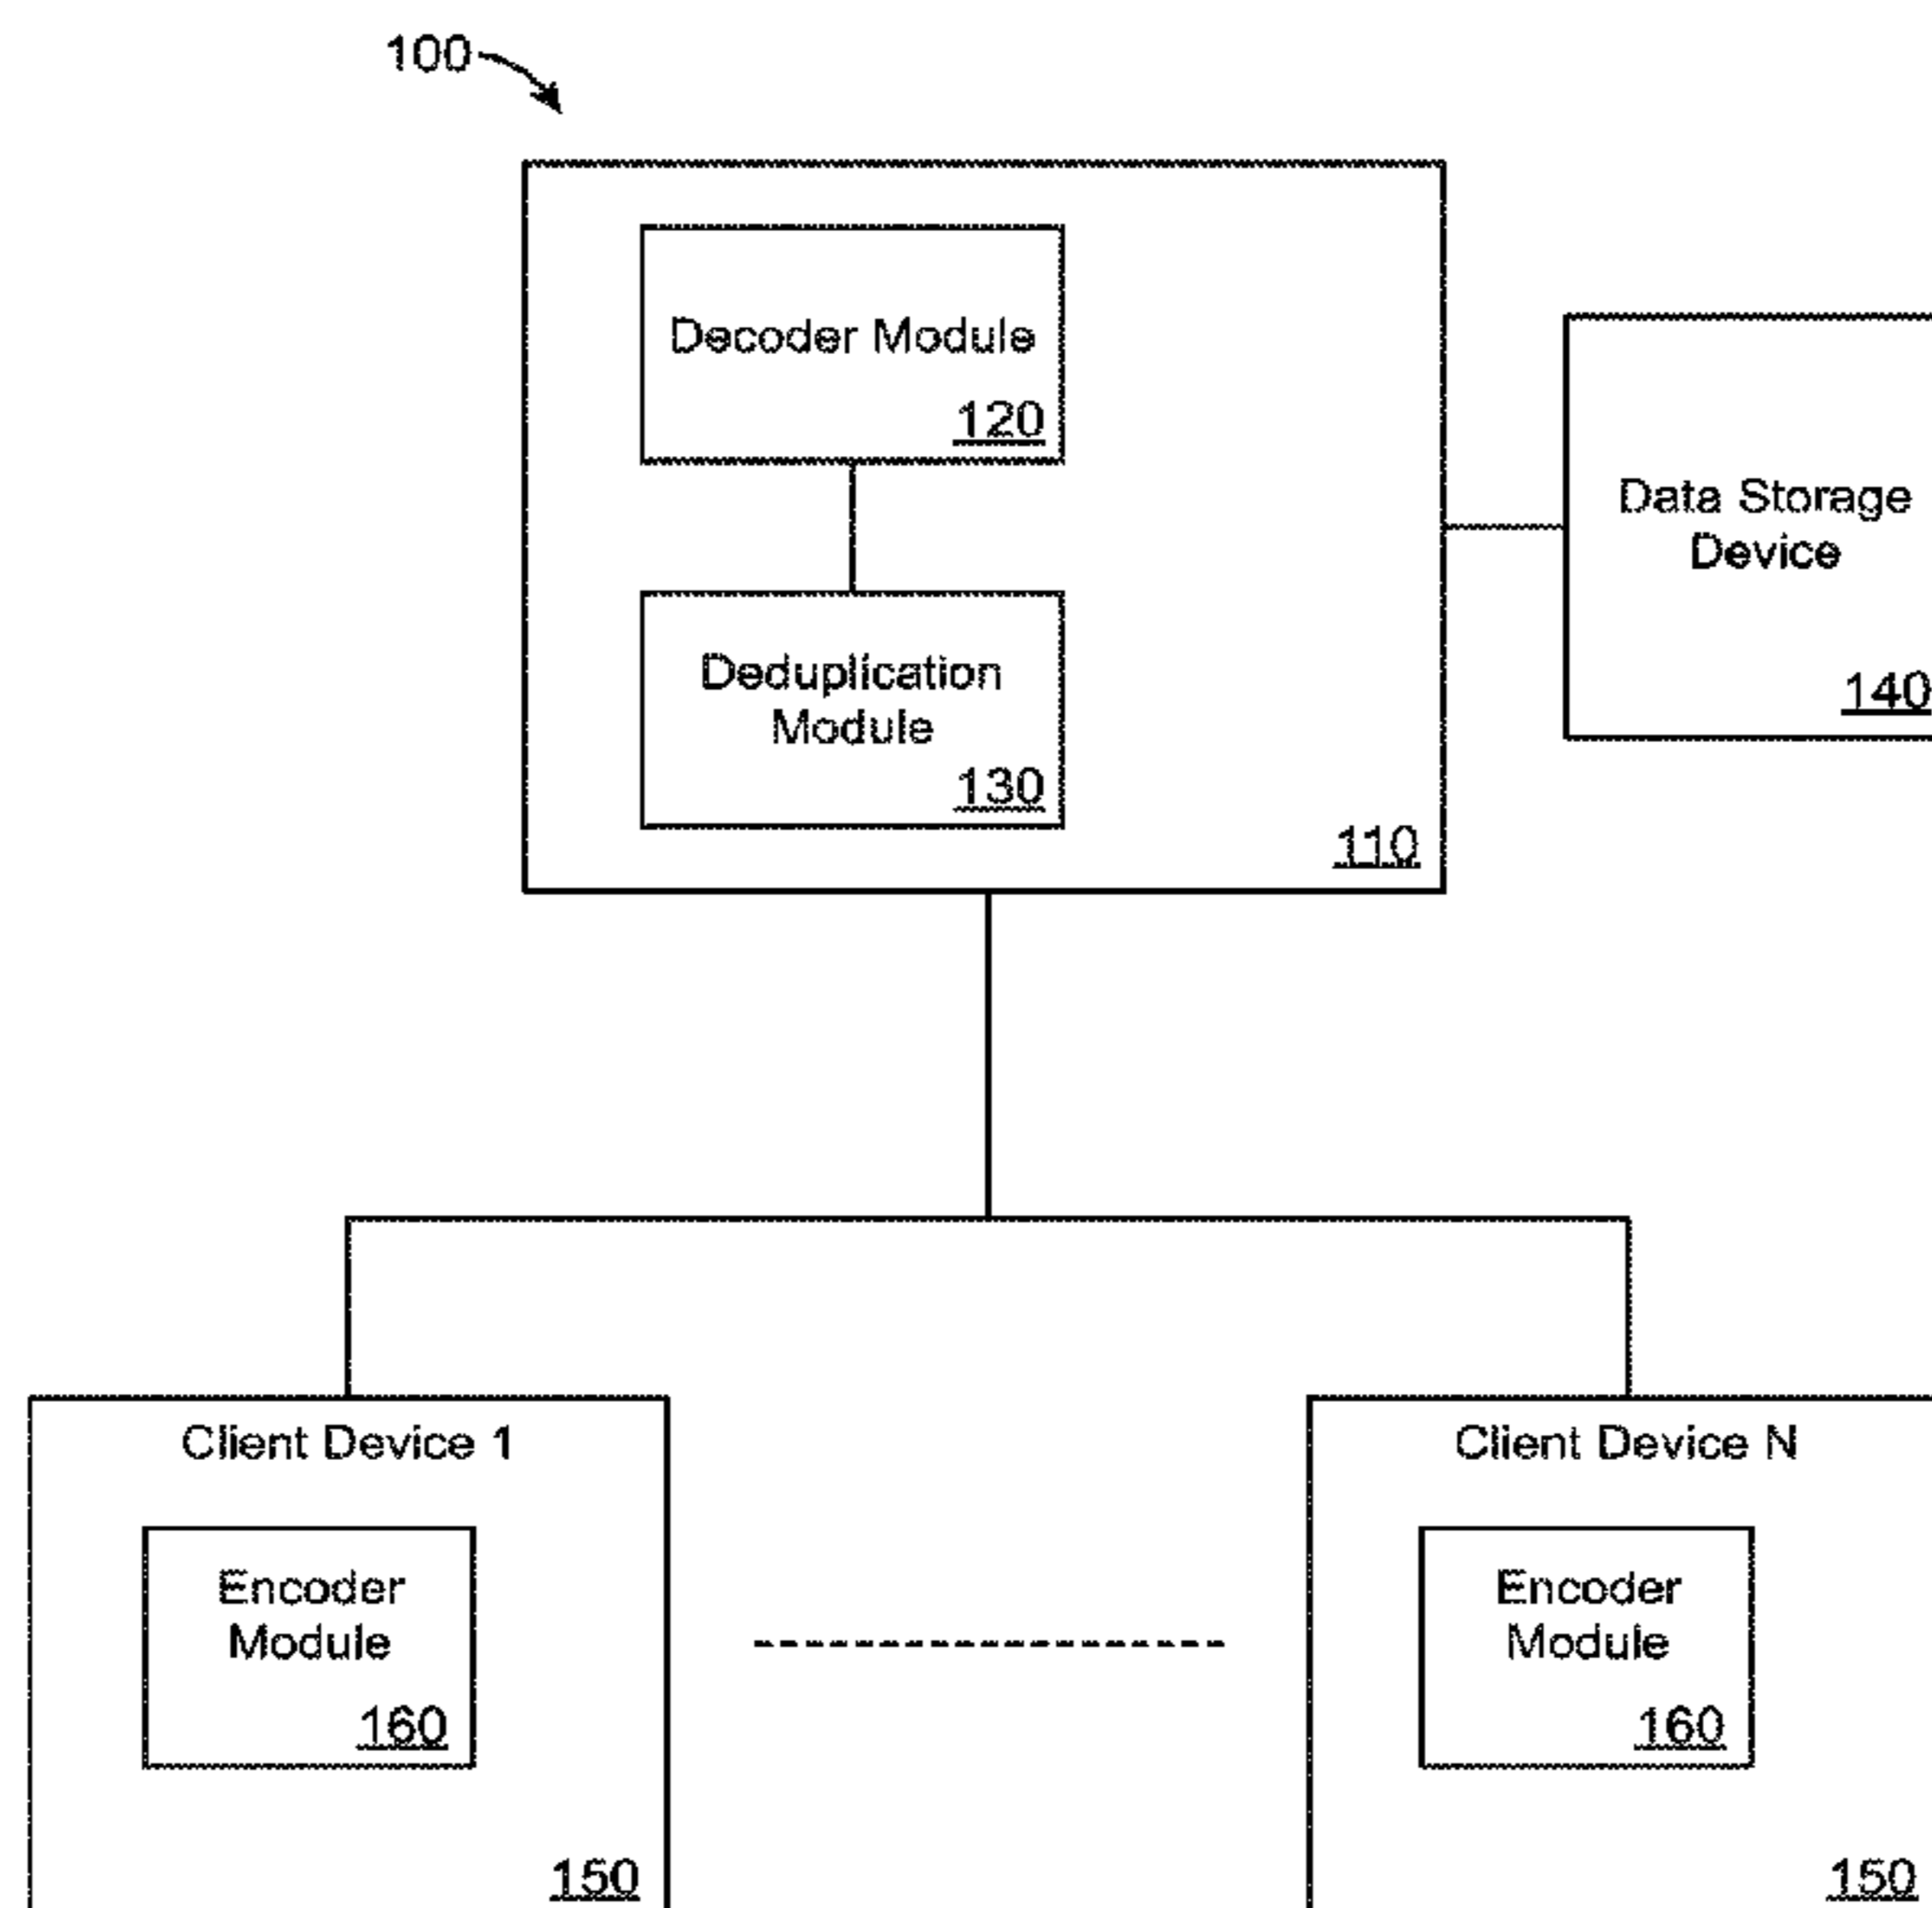 100
Decoder Module
120
Data Storage
Device
140
Deduplication
Module
130
110
Client Device 1
Encoder
Module
160
150
Client Device N
Encoder
Module
160
150